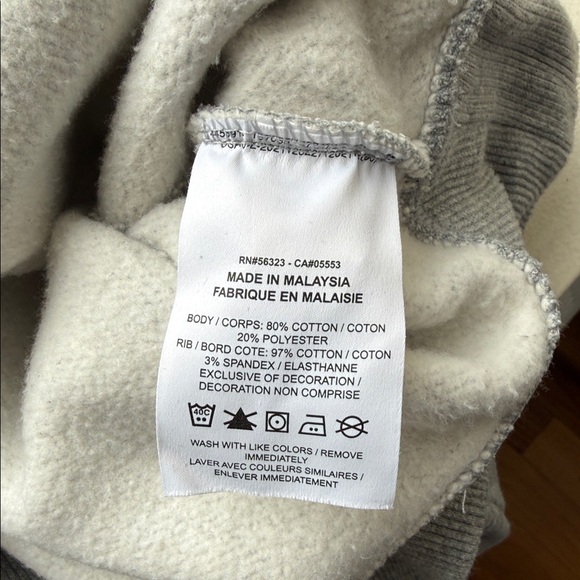 RN#56323 - CA#05553
MADE IN MALAYSIA
FABRIQUE EN MALAISIE
BODY / CORPS: 80% COTTON / COTON
20% POLYESTER
RIB / BORD COTE: 97% COTTON / COTON
3% SPANDEX / ELASTHANNE
EXCLUSIVE OF DECORATION /
DECORATION NON COMPRISE
40C
WASH WITH LIKE COLORS / REMOVE
IMMEDIATELY
LAVER AVEC COULEURS SIMILAIRES /
ENLEVER IMMEDIATEMENT